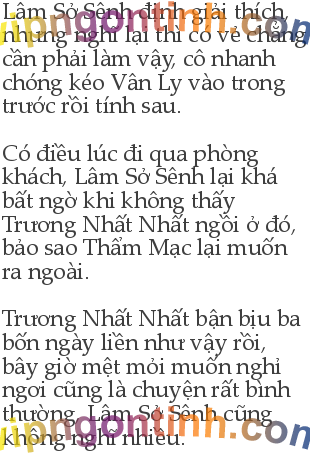 Lâm Sở Sênh định giải thích,
nhưng nghĩ lại thì có vẻ chẳng
cần phải làm vậy, cô nhanh
chóng kéo Vân Ly vào trong
trước rồi tính sau.
Có điều lúc đi qua phòng
khách, Lâm Sở Sênh lại khá
bất ngờ khi không thấy
Trương Nhất Nhất ngồi ở đó,
bảo sao Thẩm Mạc lại muốn
ra ngoài.
Trương Nhất Nhất bận bịu ba
bốn ngày liền như vậy rồi,
bây giờ mệt mỏi muốn nghỉ
ngơi cũng là chuyện rất bình
thường, Lâm Sở Sênh cũng
không nghĩ nhiều.
vipngontinh.com
vipngontinh.com